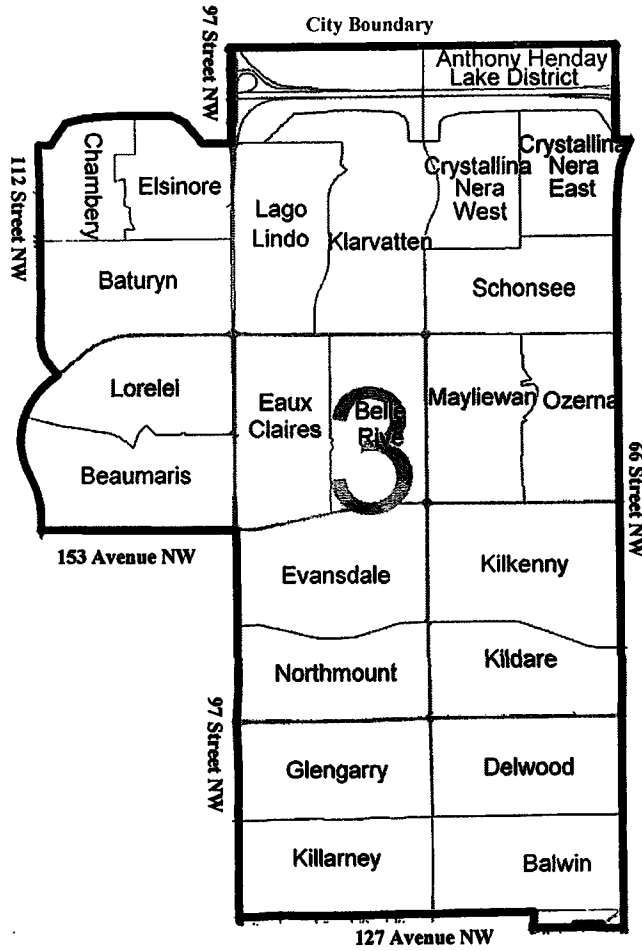 City Boundary
97 Street NW
Anthony Henday
Lake District
112 Street NW
Chambery
Elsinore
Lago
Lindo
Klarvatten
Crystallina
Nera
West
Crystallina
Nera
East
Baturyn
Schonsee
Lorelei
Eaux
Claires
3
Belle
Rive
Mayliewan
Ozerna
Beaumaris
66 Street NW
153 Avenue NW
Evansdale
Kilkenny
Northmount
Kildare
97 Street NW
Glengarry
Delwood
Killarney
Balwin
127 Avenue NW